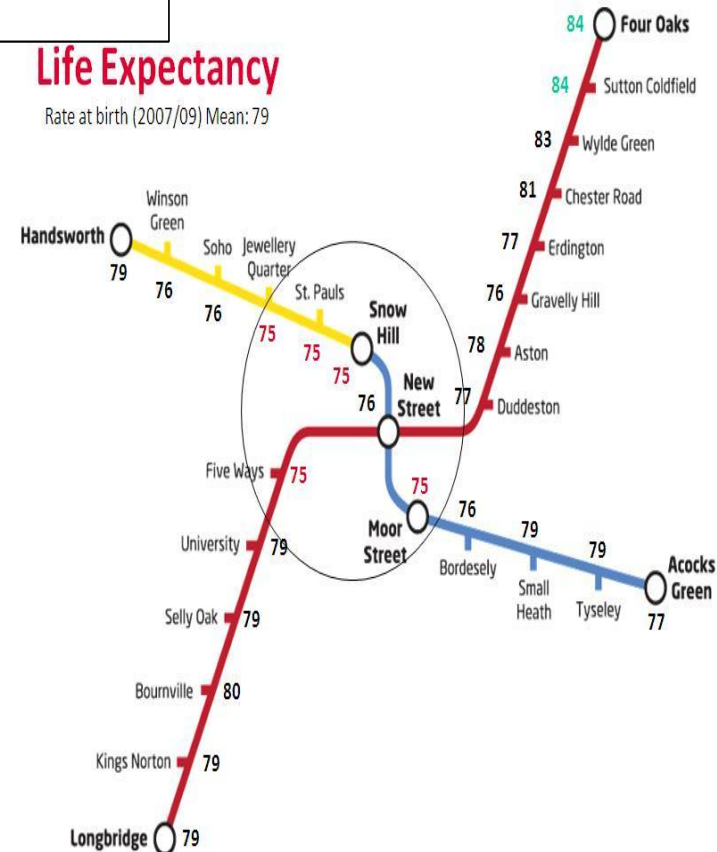 Life Expectancy
Rate at birth (2007/09) Mean: 79
84 Four Oaks
84 Sutton Coldfield
83 Wylde Green
81 Chester Road
77 Erdington
76 Gravelly Hill
78 Aston
77 Duddeston
Handsworth
79
Winson
Green
76
Soho
76
Jewellery
Quarter
75
St. Pauls
75
Snow
Hill
75
New
Street
76
Five Ways 75
University 79
Selly Oak 79
Bournville 80
Kings Norton 79
Longbridge 79
75
Moor
Street
76
Bordesely
79
Small
Heath
79
Tyseley
Acocks
Green
77